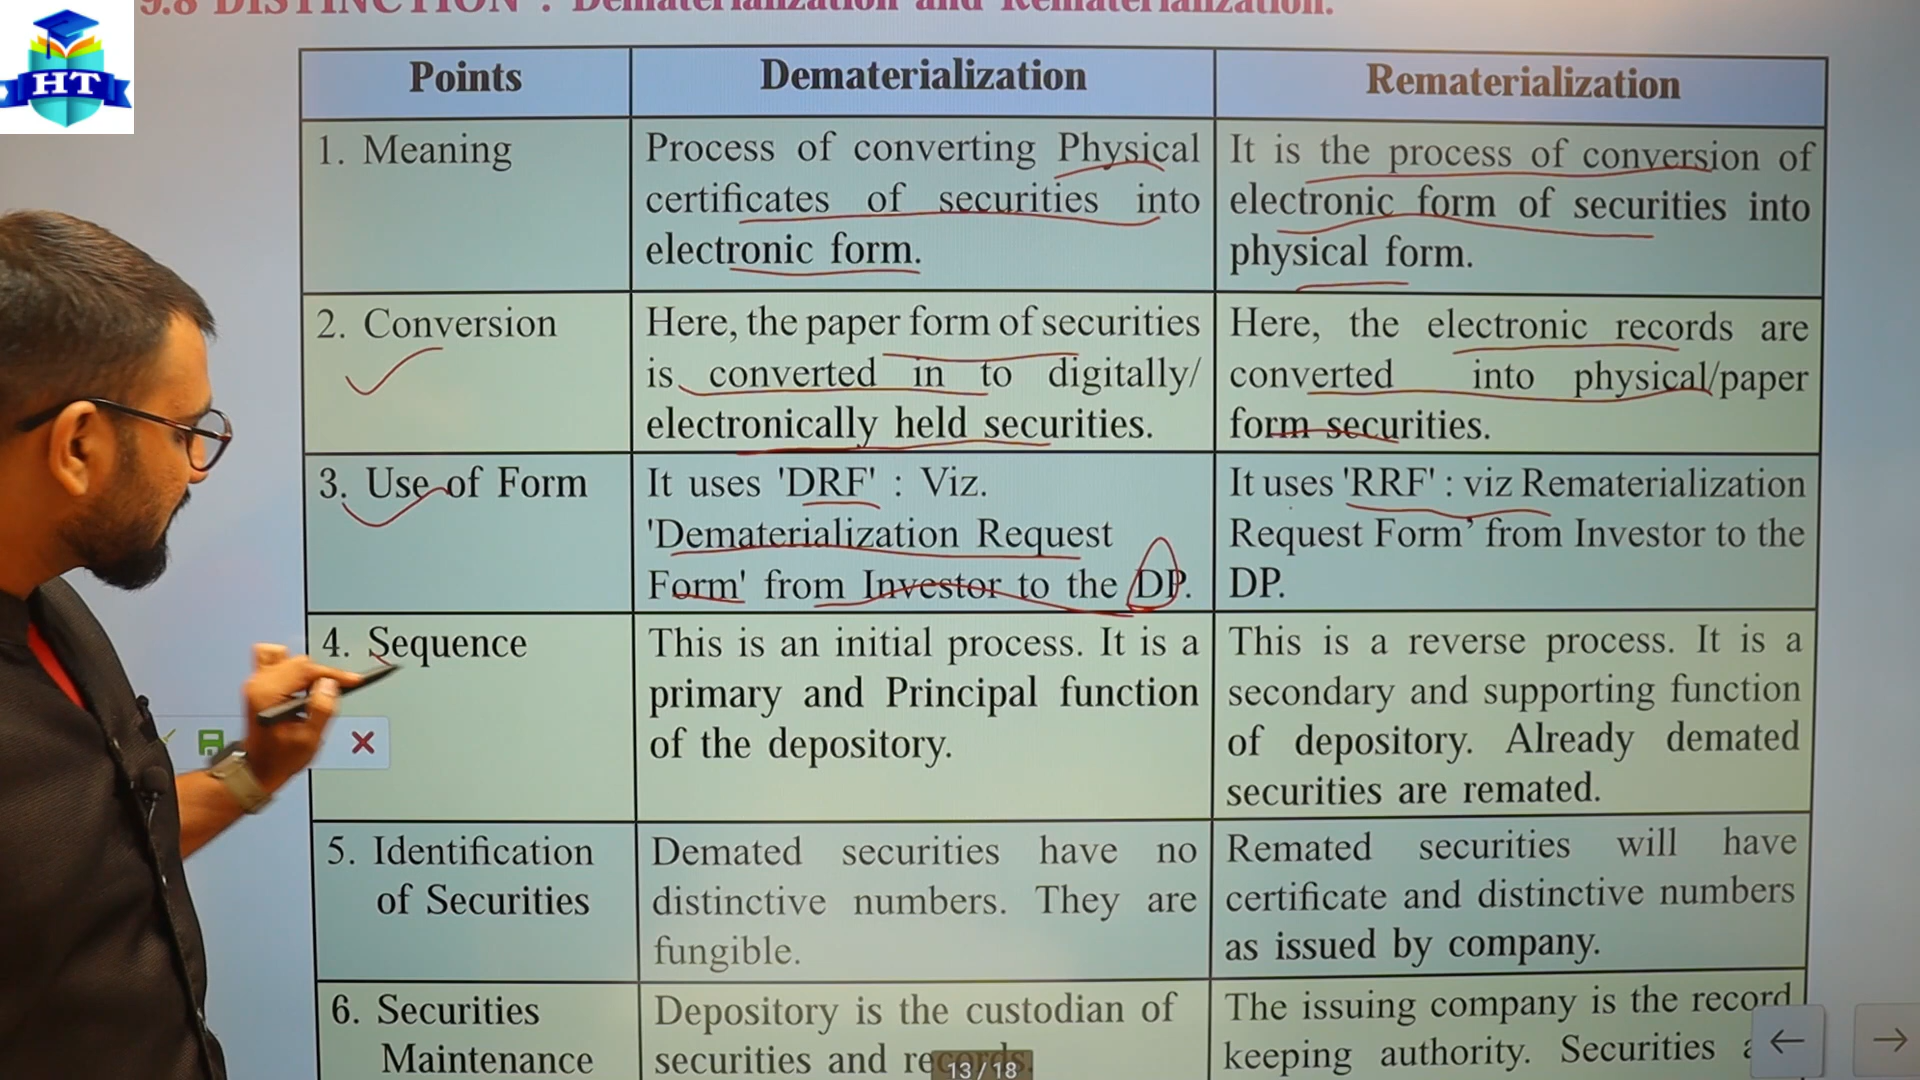 9.8 DISTINCTION : Dematerialization and Rematerialization.
HT
Points
Dematerialization
Rematerialization
1. Meaning
Process of converting Physical
certificates of securities into
electronic form.
It is the process of conversion of
electronic form of securities into
physical form.
2. Conversion
Here, the paper form of securities
is converted in to digitally/
electronically held securities.
Here, the electronic records are
converted into physical/paper
form securities.
3. Use of Form
It uses 'DRF' : Viz.
'Dematerialization Request
Form' from Investor to the DP.
It uses 'RRF' : viz Rematerialization
Request Form’ from Investor to the
DP.
4. Sequence
This is an initial process. It is a
primary and Principal function
of the depository.
This is a reverse process. It is a
secondary and supporting function
of depository. Already demated
securities are remated.
5. Identification
of Securities
Demated securities have no
distinctive numbers. They are
fungible.
Remated securities will have
certificate and distinctive numbers
as issued by company.
6. Securities
Maintenance
Depository is the custodian of
securities and records.
The issuing company is the record
keeping authority. Securities
13/18